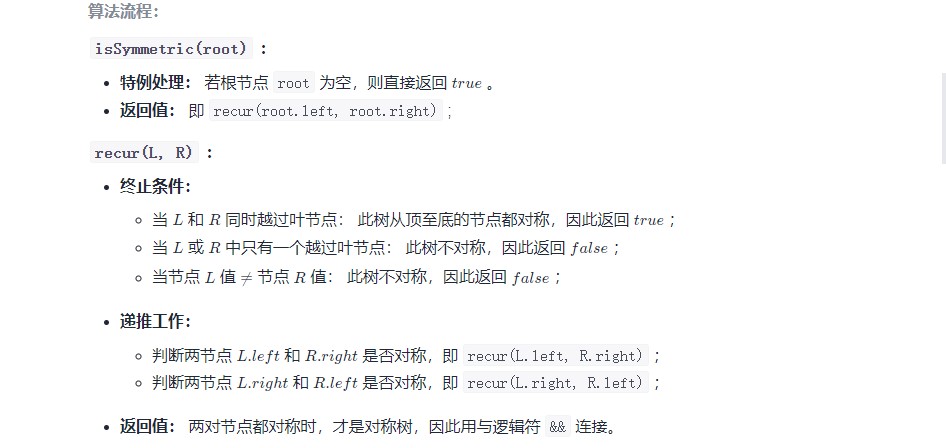 算法流程：
isSymmetric(root) ：
• 特例处理： 若根节点 root 为空，则直接返回 true 。
• 返回值： 即 recur(root.left, root.right) ；
recur(L, R) ：
• 终止条件：
◦ 当 L 和 R 同时越过叶节点： 此树从顶至底的节点都对称，因此返回 true ；
◦ 当 L 或 R 中只有一个越过叶节点： 此树不对称，因此返回 false ；
◦ 当节点 L 值 ≠ 节点 R 值： 此树不对称，因此返回 false ；
• 递推工作：
◦ 判断两节点 L.left 和 R.right 是否对称，即 recur(L.left, R.right) ；
◦ 判断两节点 L.right 和 R.left 是否对称，即 recur(L.right, R.left) ；
• 返回值： 两对节点都对称时，才是对称树，因此用与逻辑符 && 连接。